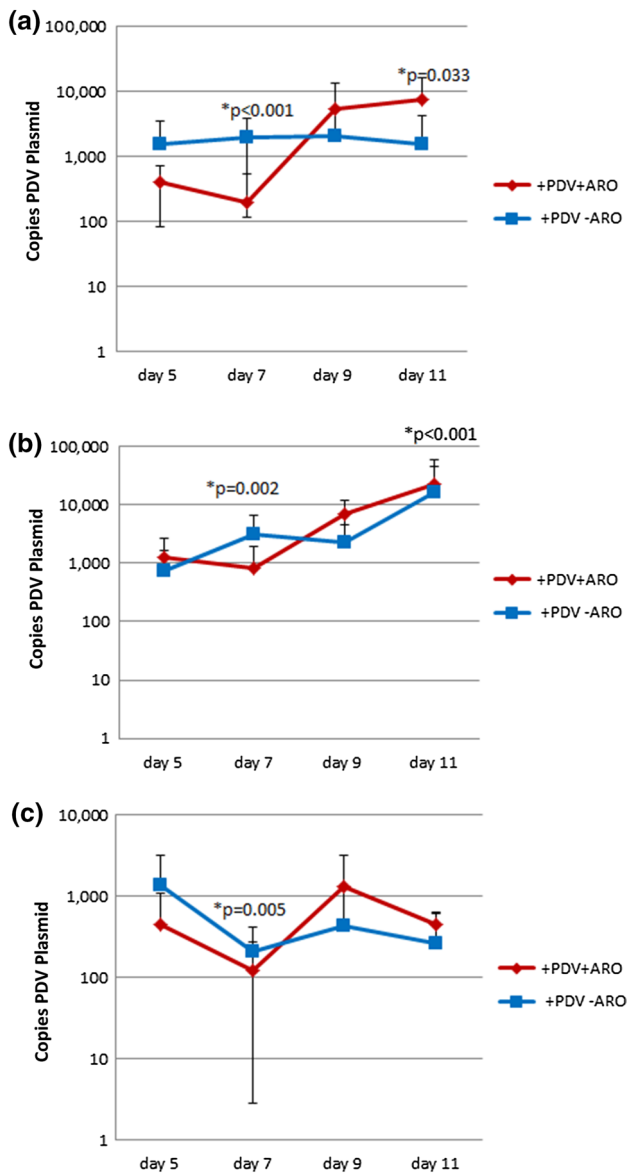 (a)
100,000
10,000
1,000
100
10
1
Copies PDV Plasmid
*p<0.001
*p=0.033
day 5 day 7 day 9 day 11
+PDV+ARO
+PDV -ARO
(b)
100,000
10,000
1,000
100
10
1
Copies PDV Plasmid
*p=0.002
*p<0.001
day 5 day 7 day 9 day 11
+PDV+ARO
+PDV -ARO
(c)
10,000
1,000
100
10
1
Copies PDV Plasmid
*p=0.005
day 5 day 7 day 9 day 11
+PDV+ARO
+PDV -ARO